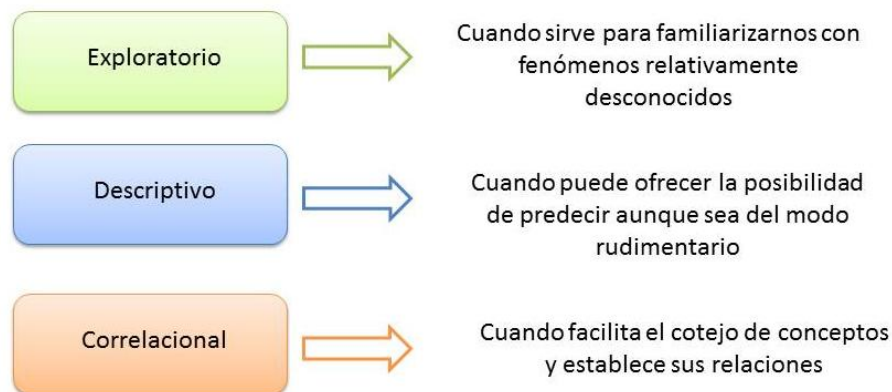 Exploratorio
Cuando sirve para familiarizarnos con
fenómenos relativamente
desconocidos
Descriptivo
Cuando puede ofrecer la posibilidad
de predecir aunque sea del modo
rudimentario
Correlacional
Cuando facilita el cotejo de conceptos
y establece sus relaciones